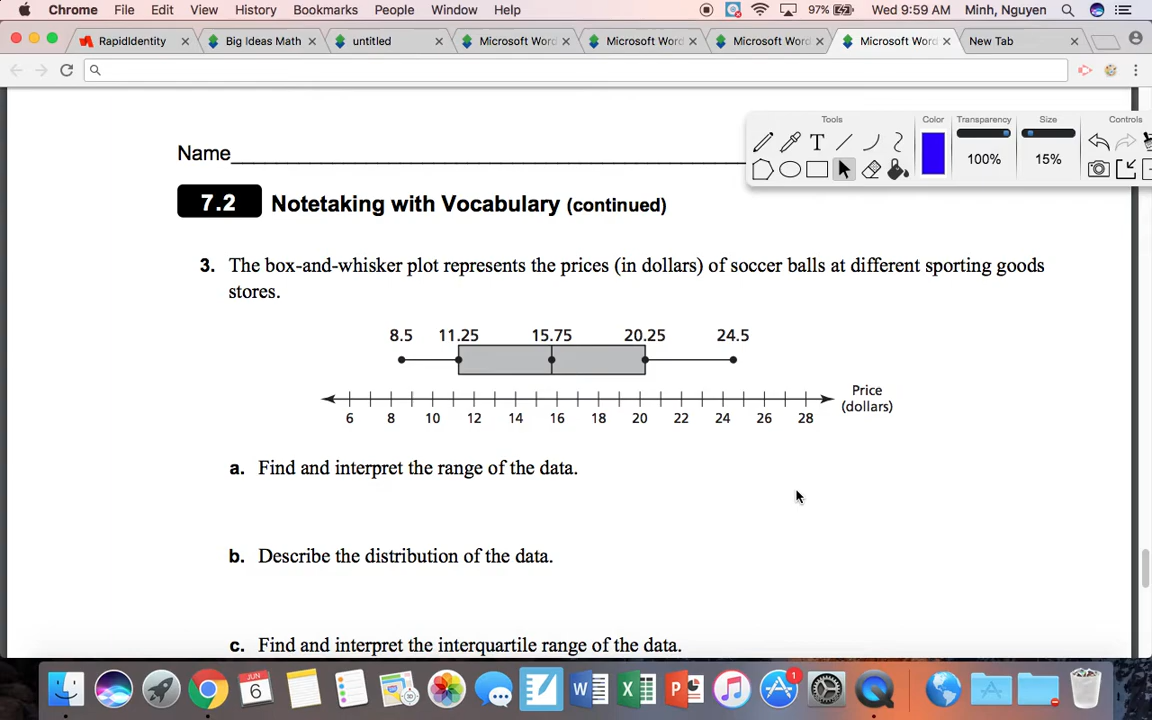 Chrome File Edit View History Bookmarks People Window Help 97% Wed 9:59 AM Minh, Nguyen
RapidIdentity Big Ideas Math untitled Microsoft Word Microsoft Word Microsoft Word Microsoft Word New Tab
Tools Color Transparency Size Controls
T
100% 15%
Name
7.2 Notetaking with Vocabulary (continued)
3. The box-and-whisker plot represents the prices (in dollars) of soccer balls at different sporting goods
stores.
8.5 11.25 15.75 20.25 24.5
Price
(dollars)
6 8 10 12 14 16 18 20 22 24 26 28
a. Find and interpret the range of the data.
b. Describe the distribution of the data.
c. Find and interpret the interquartile range of the data.
JUN
6
W X P 1